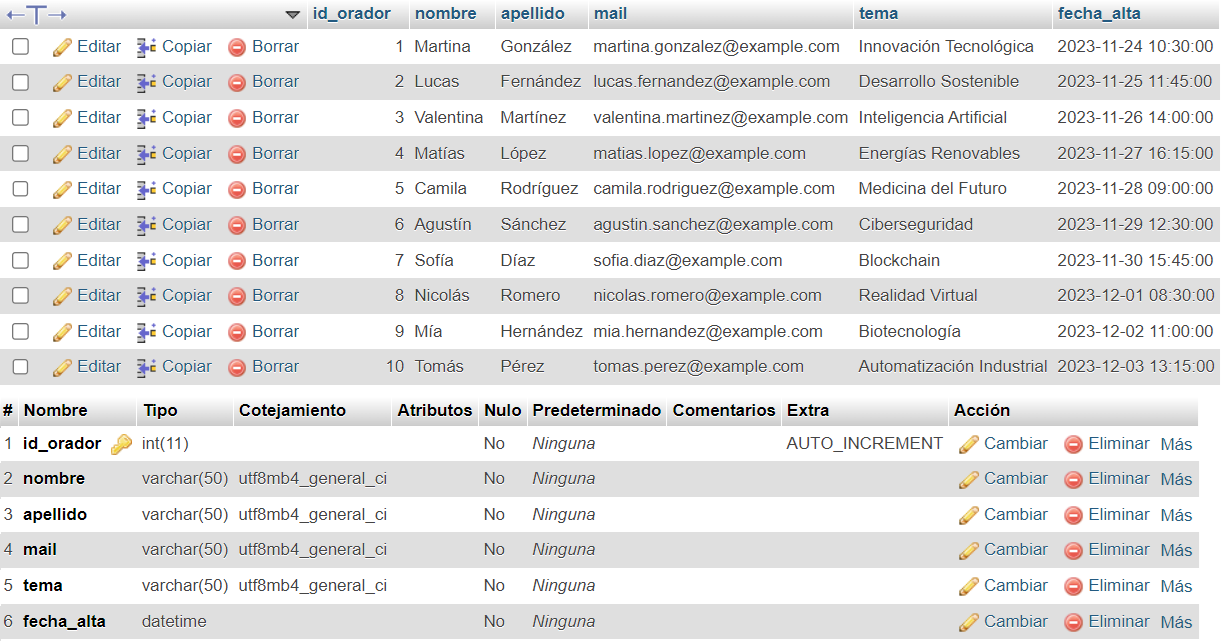 id_orador nombre apellido mail tema fecha_alta
Editar Copiar Borrar 1 Martina González martina.gonzalez@example.com Innovación Tecnológica 2023-11-24 10:30:00
Editar Copiar Borrar 2 Lucas Fernández lucas.fernandez@example.com Desarrollo Sostenible 2023-11-25 11:45:00
Editar Copiar Borrar 3 Valentina Martínez valentina.martinez@example.com Inteligencia Artificial 2023-11-26 14:00:00
Editar Copiar Borrar 4 Matías López matias.lopez@example.com Energías Renovables 2023-11-27 16:15:00
Editar Copiar Borrar 5 Camila Rodríguez camila.rodriguez@example.com Medicina del Futuro 2023-11-28 09:00:00
Editar Copiar Borrar 6 Agustín Sánchez agustin.sanchez@example.com Ciberseguridad 2023-11-29 12:30:00
Editar Copiar Borrar 7 Sofía Díaz sofia.diaz@example.com Blockchain 2023-11-30 15:45:00
Editar Copiar Borrar 8 Nicolás Romero nicolas.romero@example.com Realidad Virtual 2023-12-01 08:30:00
Editar Copiar Borrar 9 Mía Hernández mia.hernandez@example.com Biotecnología 2023-12-02 11:00:00
Editar Copiar Borrar 10 Tomás Pérez tomas.perez@example.com Automatización Industrial 2023-12-03 13:15:00
# Nombre Tipo Cotejamiento Atributos Nulo Predeterminado Comentarios Extra Acción
1 id_orador int(11) No Ninguna AUTO_INCREMENT Cambiar Eliminar Más
2 nombre varchar(50) utf8mb4_general_ci No Ninguna Cambiar Eliminar Más
3 apellido varchar(50) utf8mb4_general_ci No Ninguna Cambiar Eliminar Más
4 mail varchar(50) utf8mb4_general_ci No Ninguna Cambiar Eliminar Más
5 tema varchar(50) utf8mb4_general_ci No Ninguna Cambiar Eliminar Más
6 fecha_alta datetime No Ninguna Cambiar Eliminar Más